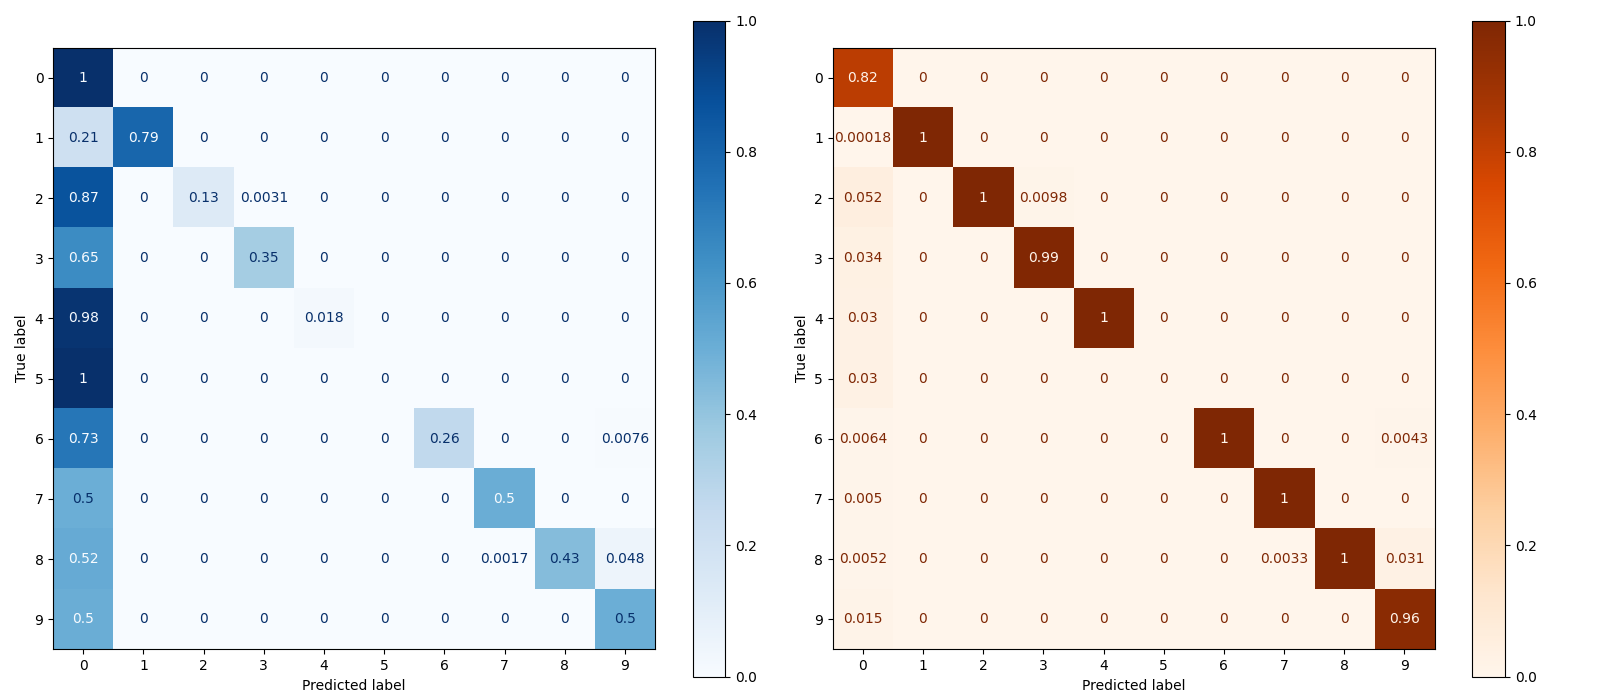 1.0
0 1 0 0 0 0 0 0 0 0 0
1 0.21 0.79 0 0 0 0 0 0 0 0
0.8
2 0.87 0 0.13 0.0031 0 0 0 0 0 0
3 0.65 0 0 0.35 0 0 0 0 0 0
0.6
4 0.98 0 0 0 0.018 0 0 0 0 0
True label
5 1 0 0 0 0 0 0 0 0 0
0.4
6 0.73 0 0 0 0 0 0.26 0 0 0.0076
7 0.5 0 0 0 0 0 0 0.5 0 0
0.2
8 0.52 0 0 0 0 0 0 0.0017 0.43 0.048
9 0.5 0 0 0 0 0 0 0 0 0.5
0 1 2 3 4 5 6 7 8 9
0.0
Predicted label
1.0
0 0.82 0 0 0 0 0 0 0 0 0
1 0.00018 1 0 0 0 0 0 0 0 0
0.8
2 0.052 0 1 0.0098 0 0 0 0 0 0
3 0.034 0 0 0.99 0 0 0 0 0 0
0.6
4 0.03 0 0 0 1 0 0 0 0 0
True label
5 0.03 0 0 0 0 0 0 0 0 0
0.4
6 0.0064 0 0 0 0 0 1 0 0 0.0043
7 0.005 0 0 0 0 0 0 1 0 0
0.2
8 0.0052 0 0 0 0 0 0 0.0033 1 0.031
9 0.015 0 0 0 0 0 0 0 0 0.96
0 1 2 3 4 5 6 7 8 9
0.0
Predicted label